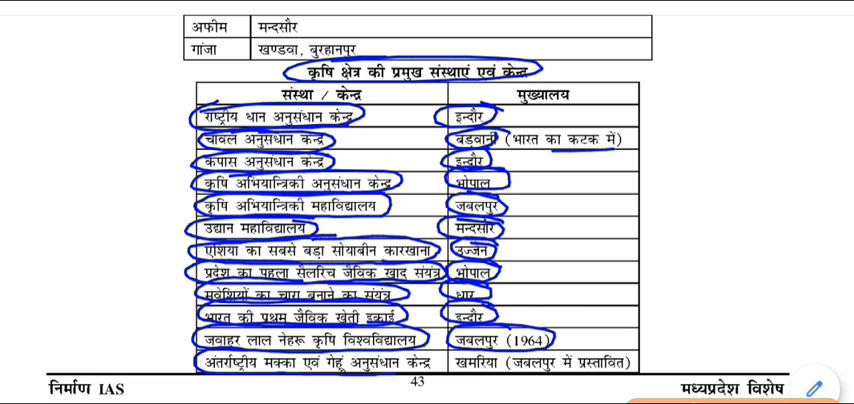 अफीम मन्दसौर
गांजा खण्डवा, बुरहानपुर
कृषि क्षेत्र की प्रमुख संस्थाएं एवं केन्द्र
संस्था / केन्द्र मुख्यालय
राष्ट्रीय धान अनुसंधान केन्द्र इन्दौर
चावल अनुसंधान केन्द्र बड़वानी (भारत का कटक में)
कपास अनुसंधान केन्द्र इन्दौर
कृषि अभियान्त्रिकी अनुसंधान केन्द्र भोपाल
कृषि अभियान्त्रिकी महाविद्यालय जबलपुर
उद्यान महाविद्यालय मन्दसौर
एशिया का सबसे बड़ा सोयाबीन कारखाना उज्जैन
प्रदेश का पहला सैलरिच जैविक खाद संयंत्र भोपाल
मवेशियों का चारा बनाने का संयंत्र धार
भारत की प्रथम जैविक खेती इकाई इन्दौर
जवाहर लाल नेहरू कृषि विश्वविद्यालय जबलपुर (1964)
अंतर्राष्ट्रीय मक्का एवं गेहूं अनुसंधान केन्द्र खमरिया (जबलपुर में प्रस्तावित)
निर्माण IAS 43 मध्यप्रदेश विशेष